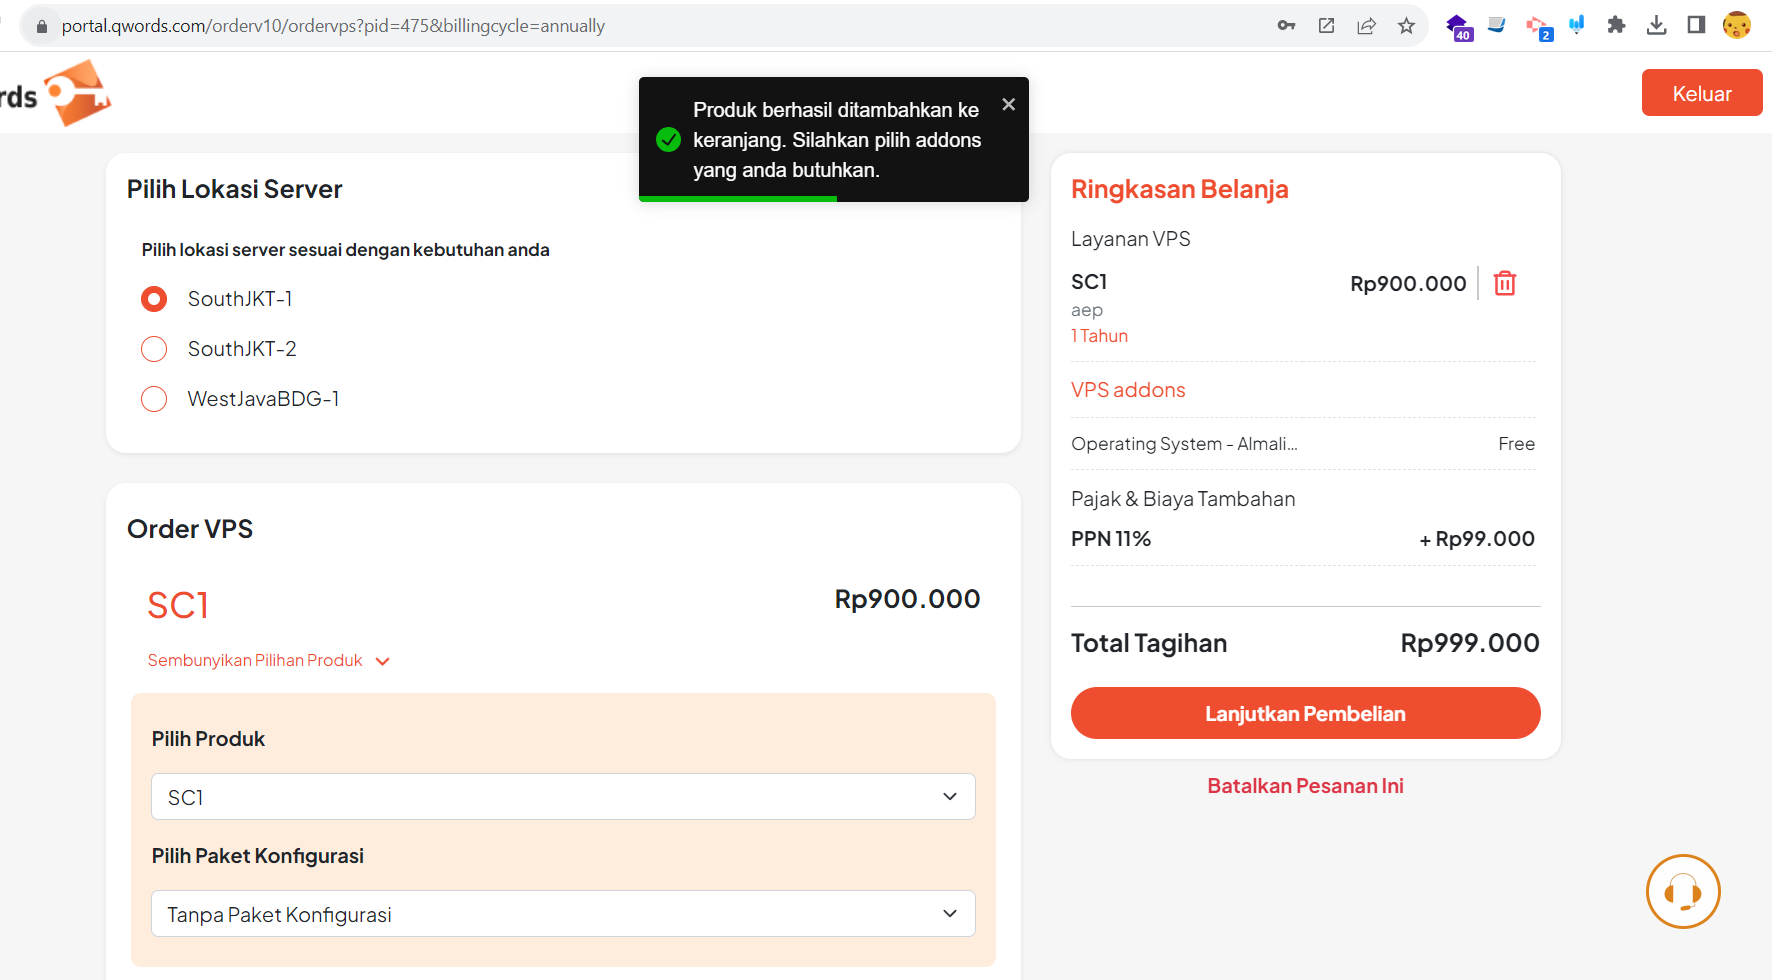 portal.qwords.com/orderv10/ordervps?pid=475&billingcycle=annually
40
2
rds
Keluar
Produk berhasil ditambahkan ke
keranjang. Silahkan pilih addons
yang anda butuhkan.
Pilih Lokasi Server
Pilih lokasi server sesuai dengan kebutuhan anda
SouthJKT-1
SouthJKT-2
WestJavaBDG-1
Order VPS
SC1
Rp900.000
Sembunyikan Pilihan Produk
Pilih Produk
SC1
Pilih Paket Konfigurasi
Tanpa Paket Konfigurasi
Ringkasan Belanja
Layanan VPS
SC1
Rp900.000
aep
1 Tahun
VPS addons
Operating System - Almali...
Free
Pajak & Biaya Tambahan
PPN 11%
+ Rp99.000
Total Tagihan
Rp999.000
Lanjutkan Pembelian
Batalkan Pesanan Ini